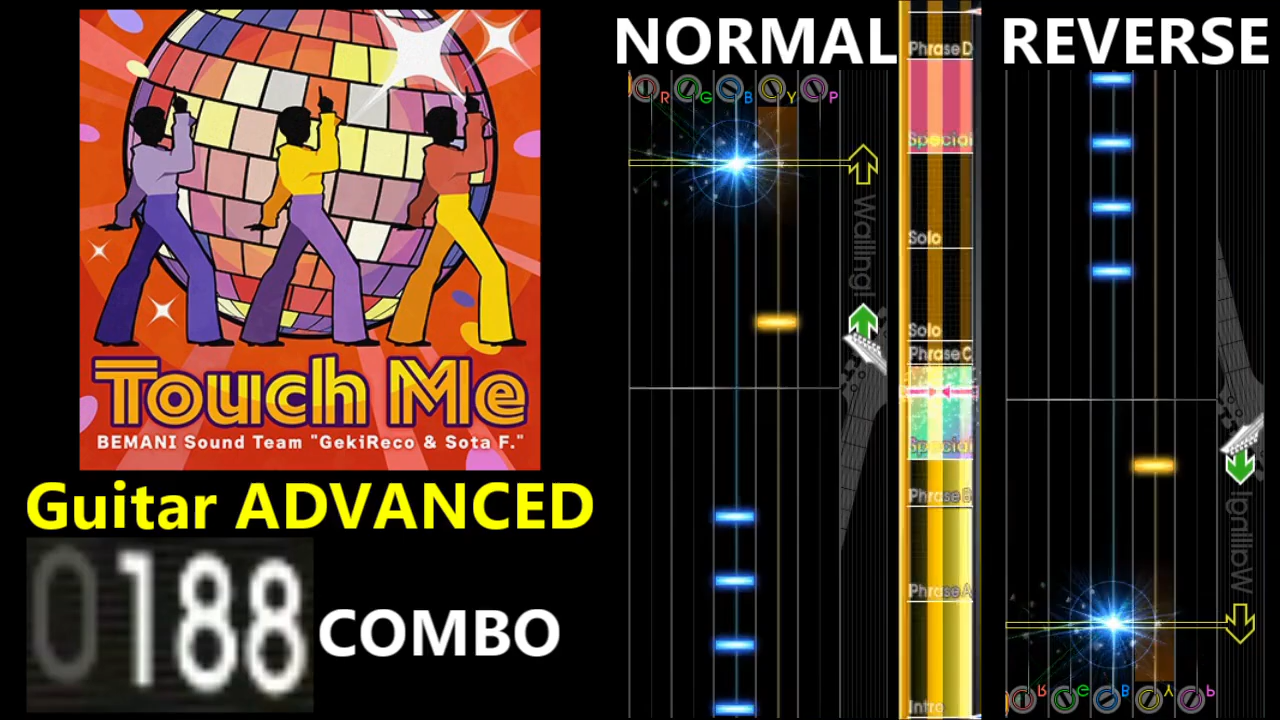 Touch Me
BEMANI Sound Team "GekiReco & Sota F."
Guitar ADVANCED
0188 COMBO
NORMAL
R G B Y P
Wailing!
Phrase D
Special
Solo
Solo
Phrase C
Special
Phrase B
Phrase A
Intro
REVERSE
Wailing!
R G B Y P